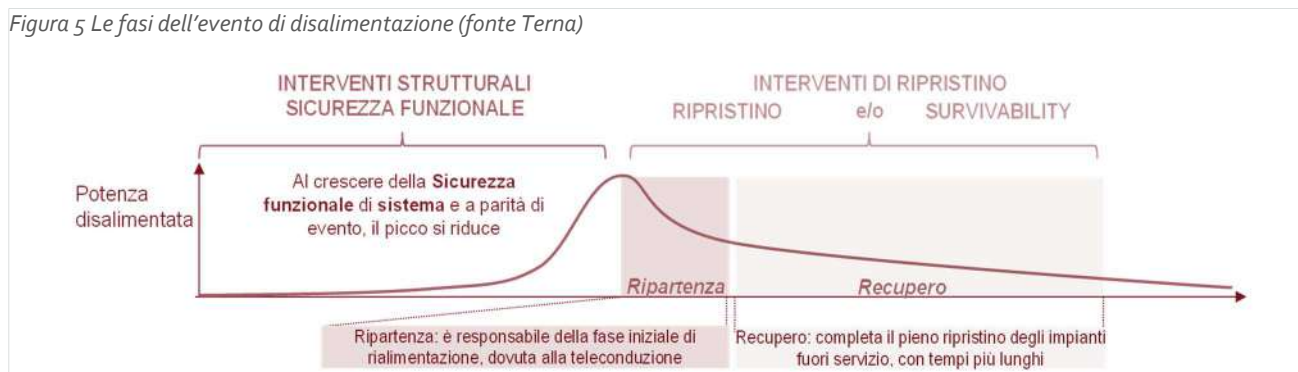 Figura 5 Le fasi dell'evento di disalimentazione (fonte Terna)
INTERVENTI STRUTTURALI
SICUREZZA FUNZIONALE
INTERVENTI DI RIPRISTINO
RIPRISTINO e/o SURVIVABILITY
Potenza
disalimentata
Al crescere della Sicurezza
funzionale di sistema e a parità di
evento, il picco si riduce
Ripartenza
Recupero
Ripartenza: è responsabile della fase iniziale di
rialimentazione, dovuta alla teleconduzione
Recupero: completa il pieno ripristino degli impianti
fuori servizio, con tempi più lunghi